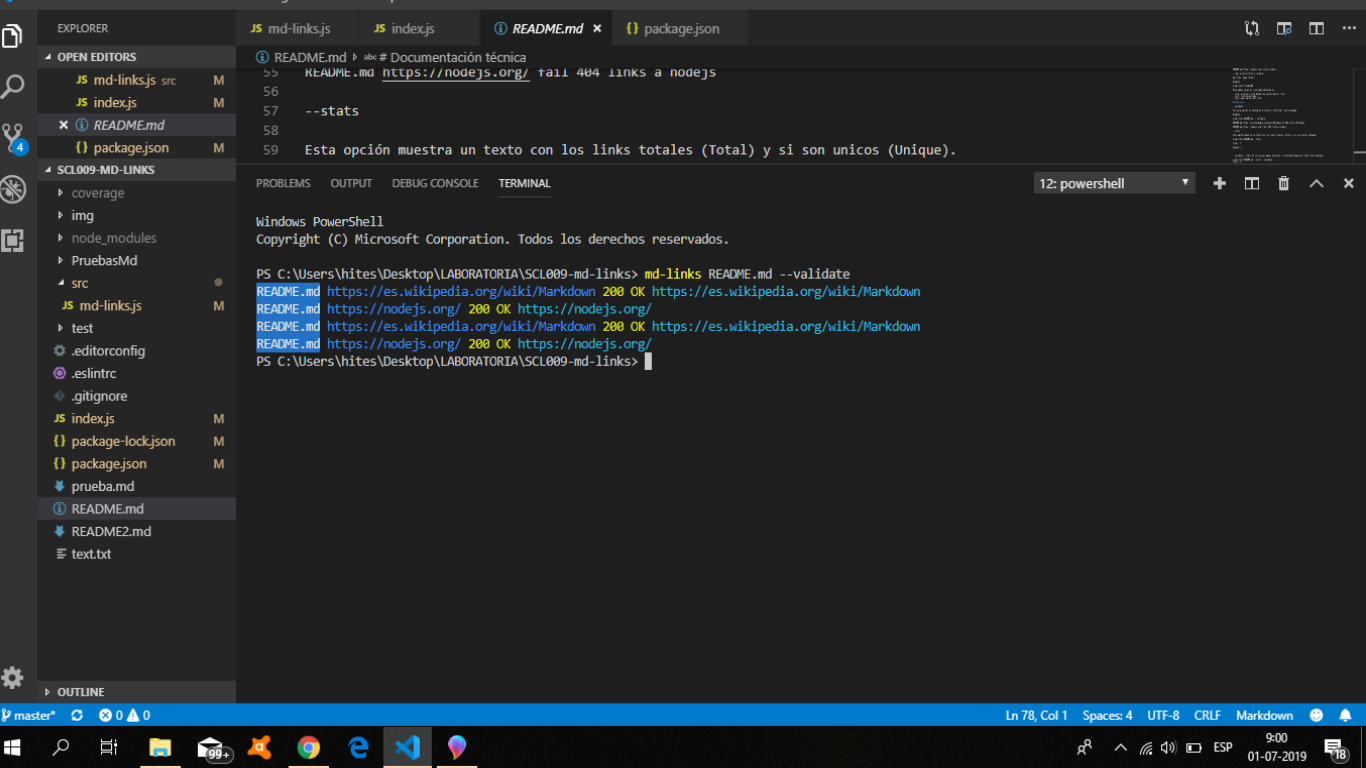 EXPLORER
OPEN EDITORS
JS md-links.js src M
JS index.js M
README.md
{} package.json M
SCL009-MD-LINKS
coverage
img
node_modules
PruebasMd
src
JS md-links.js M
test
.editorconfig
.eslintrc
.gitignore
JS index.js M
{} package-lock.json M
{} package.json M
prueba.md
README.md
README2.md
text.txt
OUTLINE
4
JS md-links.js
JS index.js
README.md
{} package.json
README.md abc # Documentación técnica
55 README.md https://nodejs.org/ fail 404 links a nodejs
56
57 --stats
58
59 Esta opción muestra un texto con los links totales (Total) y si son unicos (Unique).
PROBLEMS OUTPUT DEBUG CONSOLE TERMINAL
12: powershell
Windows PowerShell
Copyright (C) Microsoft Corporation. Todos los derechos reservados.
PS C:\Users\hites\Desktop\LABORATORIA\SCL009-md-links> md-links README.md --validate
README.md https://es.wikipedia.org/wiki/Markdown 200 OK https://es.wikipedia.org/wiki/Markdown
README.md https://nodejs.org/ 200 OK https://nodejs.org/
README.md https://es.wikipedia.org/wiki/Markdown 200 OK https://es.wikipedia.org/wiki/Markdown
README.md https://nodejs.org/ 200 OK https://nodejs.org/
PS C:\Users\hites\Desktop\LABORATORIA\SCL009-md-links>
master* 0 0 Ln 78, Col 1 Spaces: 4 UTF-8 CRLF Markdown
99+ ESP 9:00
01-07-2019
18